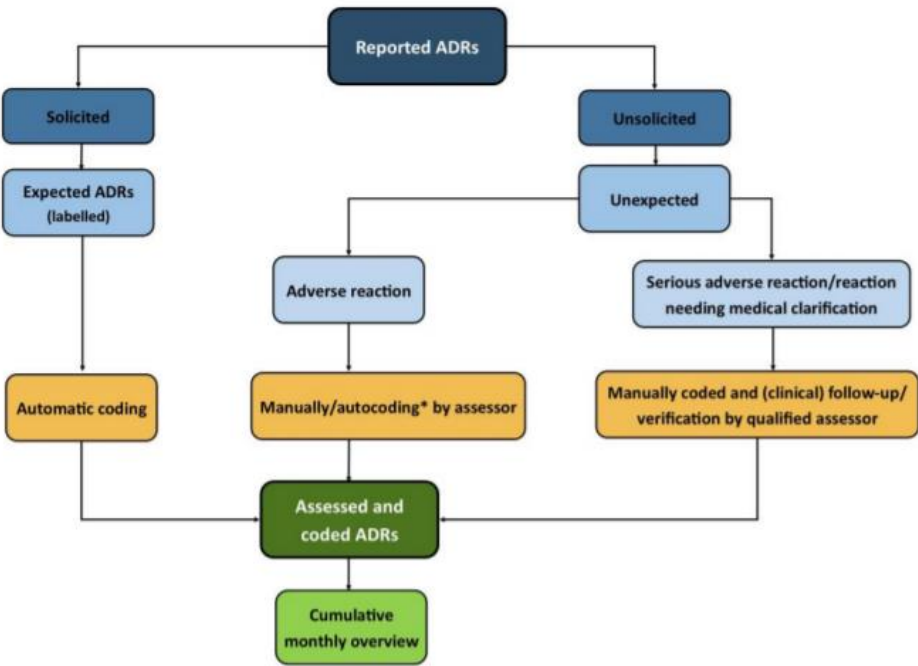 Reported ADRs
Solicited
Unsolicited
Expected ADRs
(labelled)
Unexpected
Adverse reaction
Serious adverse reaction/reaction
needing medical clarification
Automatic coding
Manually/autocoding* by assessor
Manually coded and (clinical) follow-up/
verification by qualified assessor
Assessed and
coded ADRs
Cumulative
monthly overview